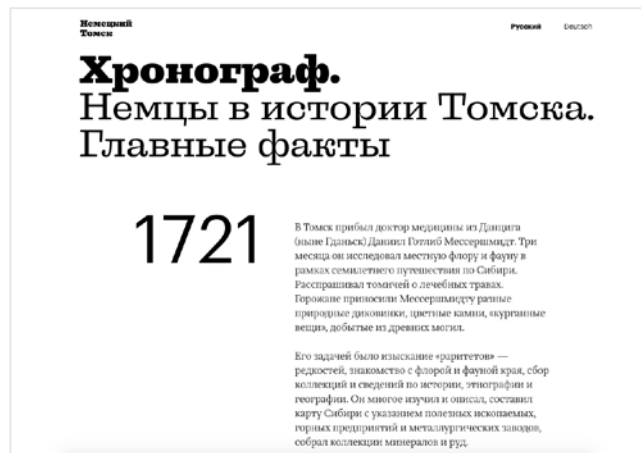 Немецкий
Томск
Русский
Deutsch
Хронограф.
Немцы в истории Томска.
Главные факты
1721
В Томск прибыл доктор медицины из Данцига
(ныне Гданьск) Даниил Готлиб Мессершмидт. Три
месяца он исследовал местную флору и фауну в
рамках семилетнего путешествия по Сибири.
Расспрашивал томичей о лечебных травах.
Горожане приносили Мессершмидту разные
природные диковинки, цветные камни, «курганные
вещи», добытые из древних могил.
Его задачей было изыскание «раритетов» —
редкостей, знакомство с флорой и фауной края, сбор
коллекций и сведений по истории, этнографии и
географии. Он многое изучил и описал, составил
карту Сибири с указанием полезных ископаемых,
горных предприятий и металлургических заводов,
собрал коллекции минералов и руд.